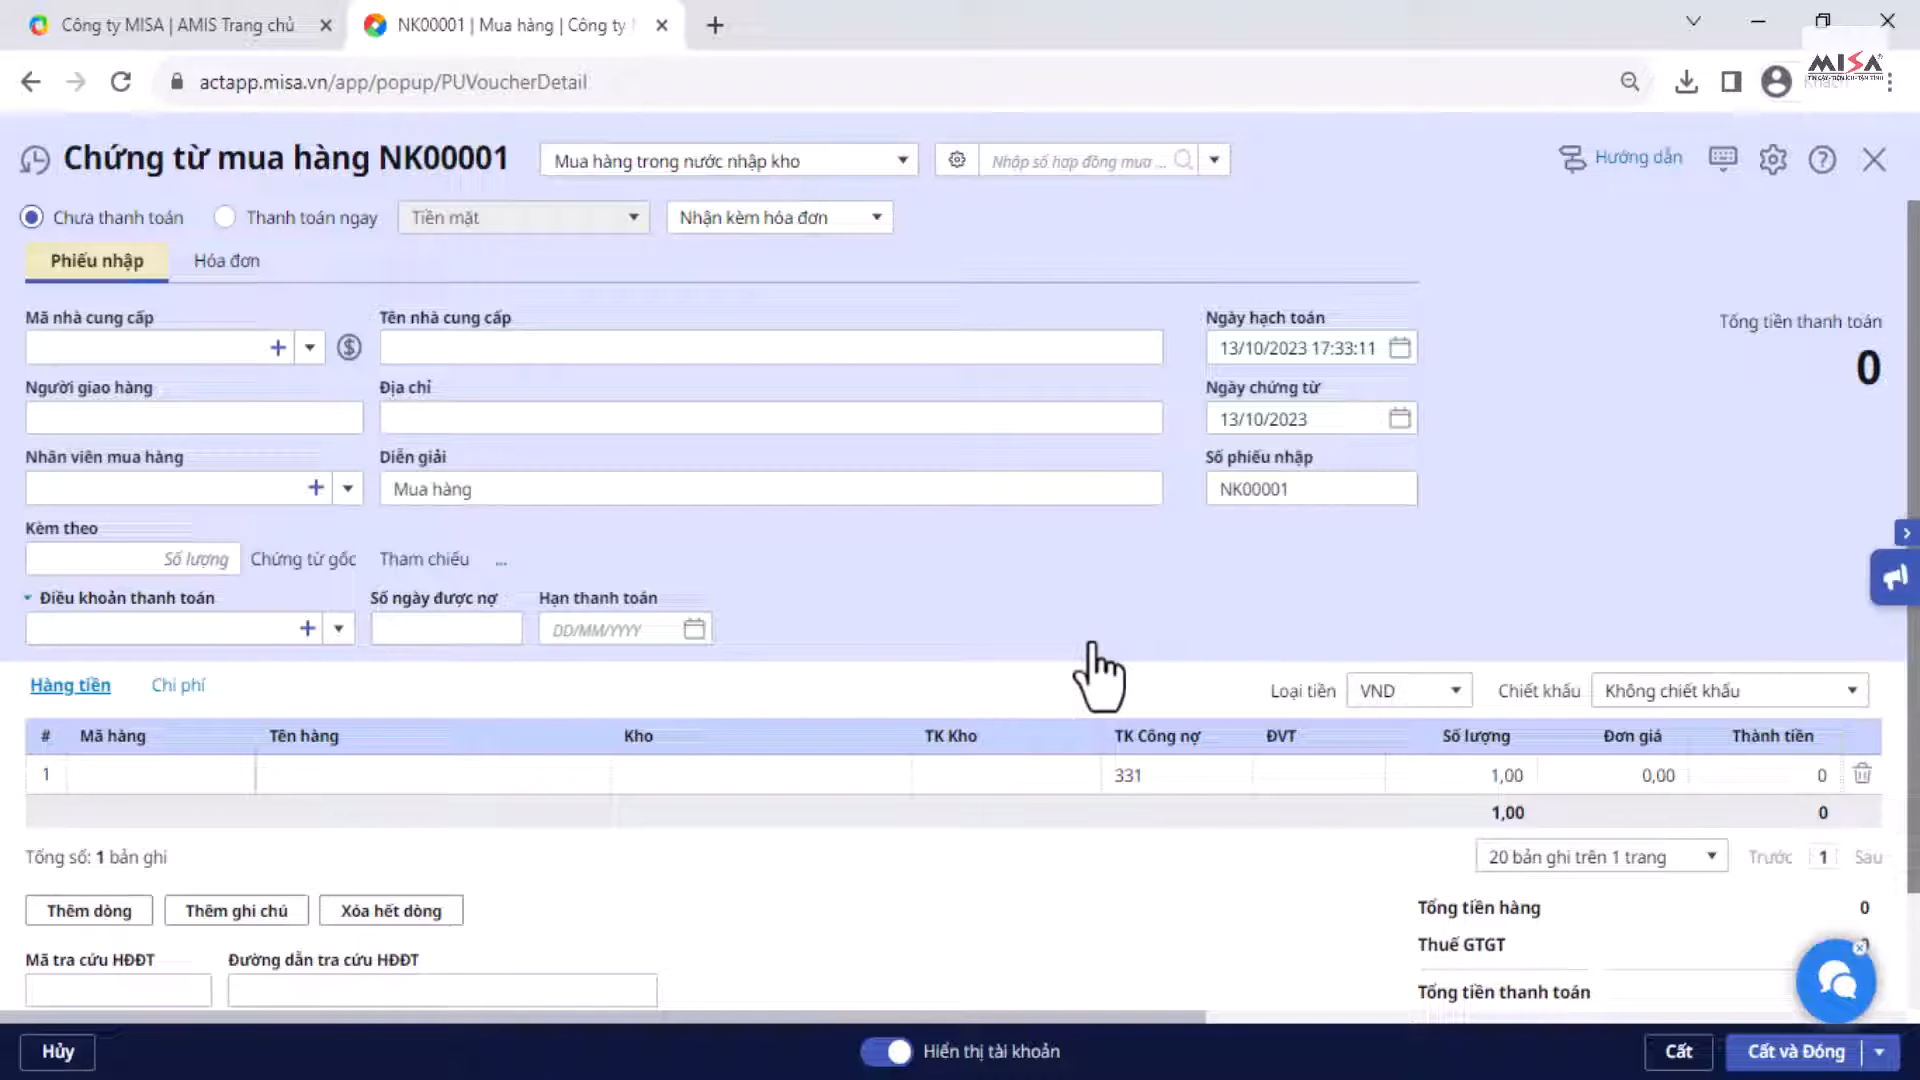 Công ty MISA | AMIS Trang chủ
NK00001 | Mua hàng | Công ty
actapp.misa.vn/app/popup/PUVoucherDetail
MISA
Chứng từ mua hàng NK00001
Mua hàng trong nước nhập kho
Nhập số hợp đồng mua ...
Hướng dẫn
Chưa thanh toán
Thanh toán ngay
Tiền mặt
Nhận kèm hóa đơn
Phiếu nhập
Hóa đơn
Mã nhà cung cấp
Tên nhà cung cấp
Ngày hạch toán
Tổng tiền thanh toán
13/10/2023 17:33:11
0
Người giao hàng
Địa chỉ
Ngày chứng từ
13/10/2023
Nhân viên mua hàng
Diễn giải
Số phiếu nhập
Mua hàng
NK00001
Kèm theo
Số lượng
Chứng từ gốc
Tham chiếu
...
Điều khoản thanh toán
Số ngày được nợ
Hạn thanh toán
DD/MM/YYYY
Hàng tiền
Chi phí
Loại tiền
VND
Chiết khấu
Không chiết khấu
# Mã hàng Tên hàng Kho TK Kho TK Công nợ ĐVT Số lượng Đơn giá Thành tiền
1 331 1,00 0,00 0
1,00 0
Tổng số: 1 bản ghi
20 bản ghi trên 1 trang
Trước 1 Sau
Thêm dòng
Thêm ghi chú
Xóa hết dòng
Tổng tiền hàng 0
Thuế GTGT
Mã tra cứu HĐĐT
Đường dẫn tra cứu HĐĐT
Tổng tiền thanh toán
Hủy
Hiển thị tài khoản
Cất
Cất và Đóng